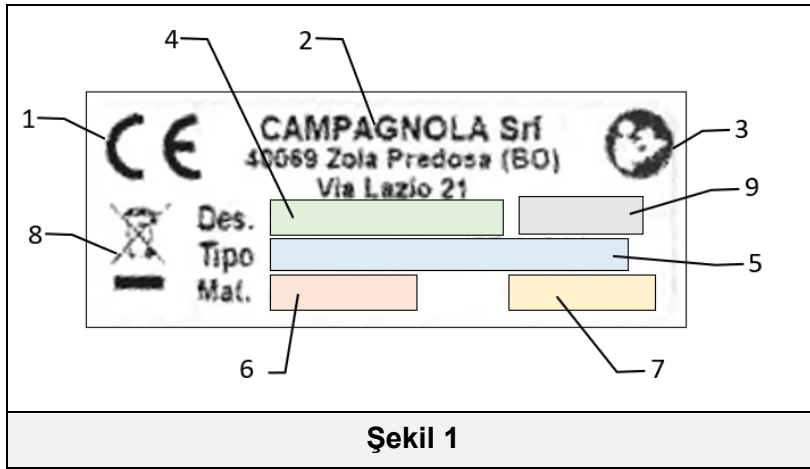 4 2
1 CE CAMPAGNOLA Srl 3
40069 Zola Predosa (BO)
Via Lazio 21 9
8 Des.
Tipo 5
Mat.
6 7
Şekil 1